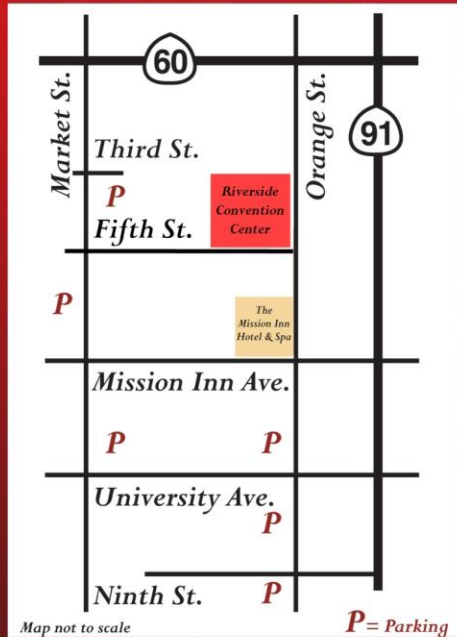 60
Market St.
Orange St.
91
Third St.
P
Riverside
Convention
Center
Fifth St.
P
The
Mission Inn
Hotel & Spa
Mission Inn Ave.
P
P
University Ave.
P
Ninth St.
P
Map not to scale
P = Parking